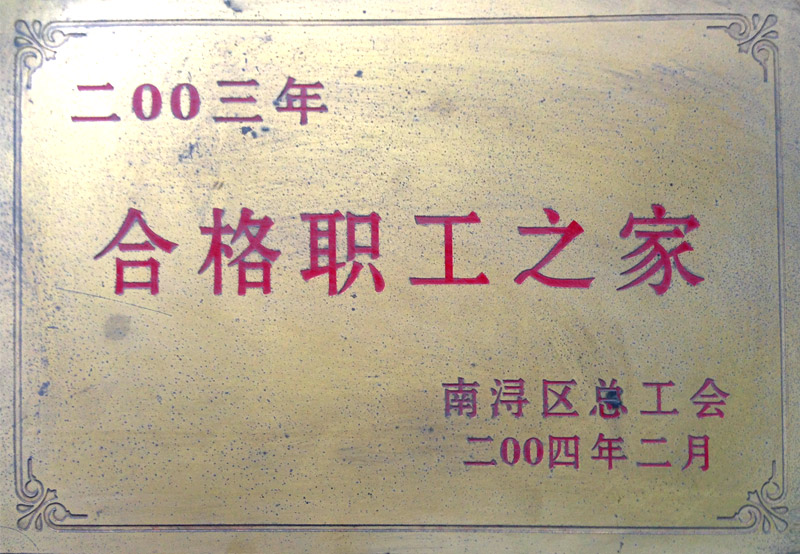 二00三年
合格职工之家
南浔区总工会
二00四年二月